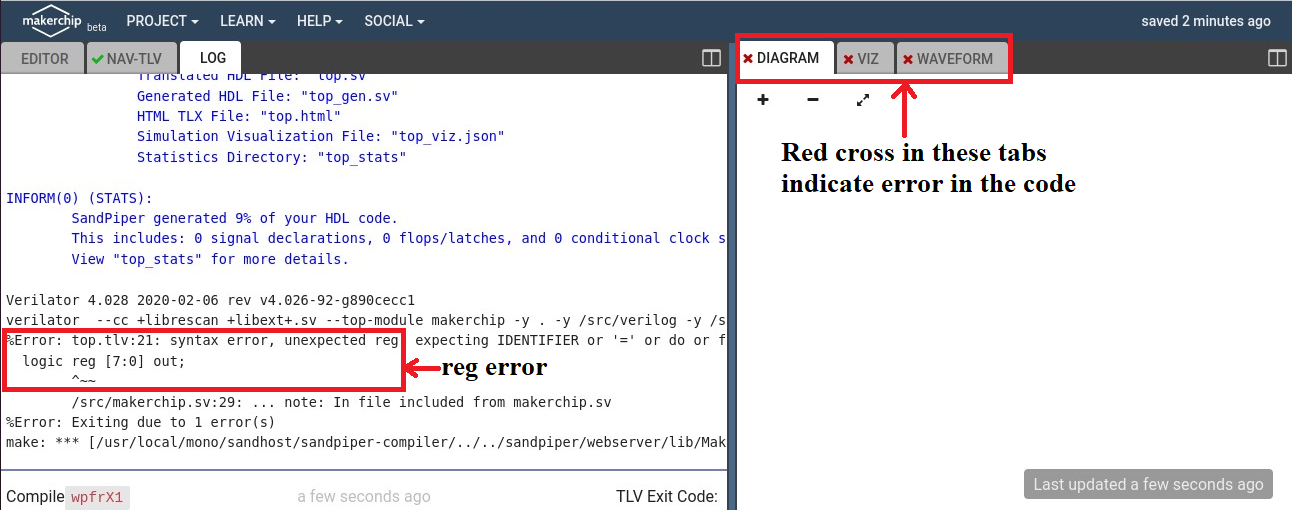 makerchip beta PROJECT LEARN HELP SOCIAL saved 2 minutes ago
EDITOR NAV-TLV LOG DIAGRAM VIZ WAVEFORM
Translated HDL File: "top.sv"
Generated HDL File: "top_gen.sv"
HTML TLX File: "top.html"
Simulation Visualization File: "top_viz.json"
Statistics Directory: "top_stats"
INFORM(0) (STATS):
SandPiper generated 9% of your HDL code.
This includes: 0 signal declarations, 0 flops/latches, and 0 conditional clock s
View "top_stats" for more details.
Verilator 4.028 2020-02-06 rev v4.026-92-g890cecc1
verilator --cc +librescan +libext+.sv --top-module makerchip -y . -y /src/verilog -y /s
%Error: top.tlv:21: syntax error, unexpected reg, expecting IDENTIFIER or '=' or do or f
logic reg [7:0] out;
^~~
/src/makerchip.sv:29: ... note: In file included from makerchip.sv
%Error: Exiting due to 1 error(s)
make: *** [/usr/local/mono/sandhost/sandpiper-compiler/../../sandpiper/webserver/lib/Mak
Compile wpfrX1 a few seconds ago TLV Exit Code:
+ −
Red cross in these tabs
indicate error in the code
reg error
Last updated a few seconds ago